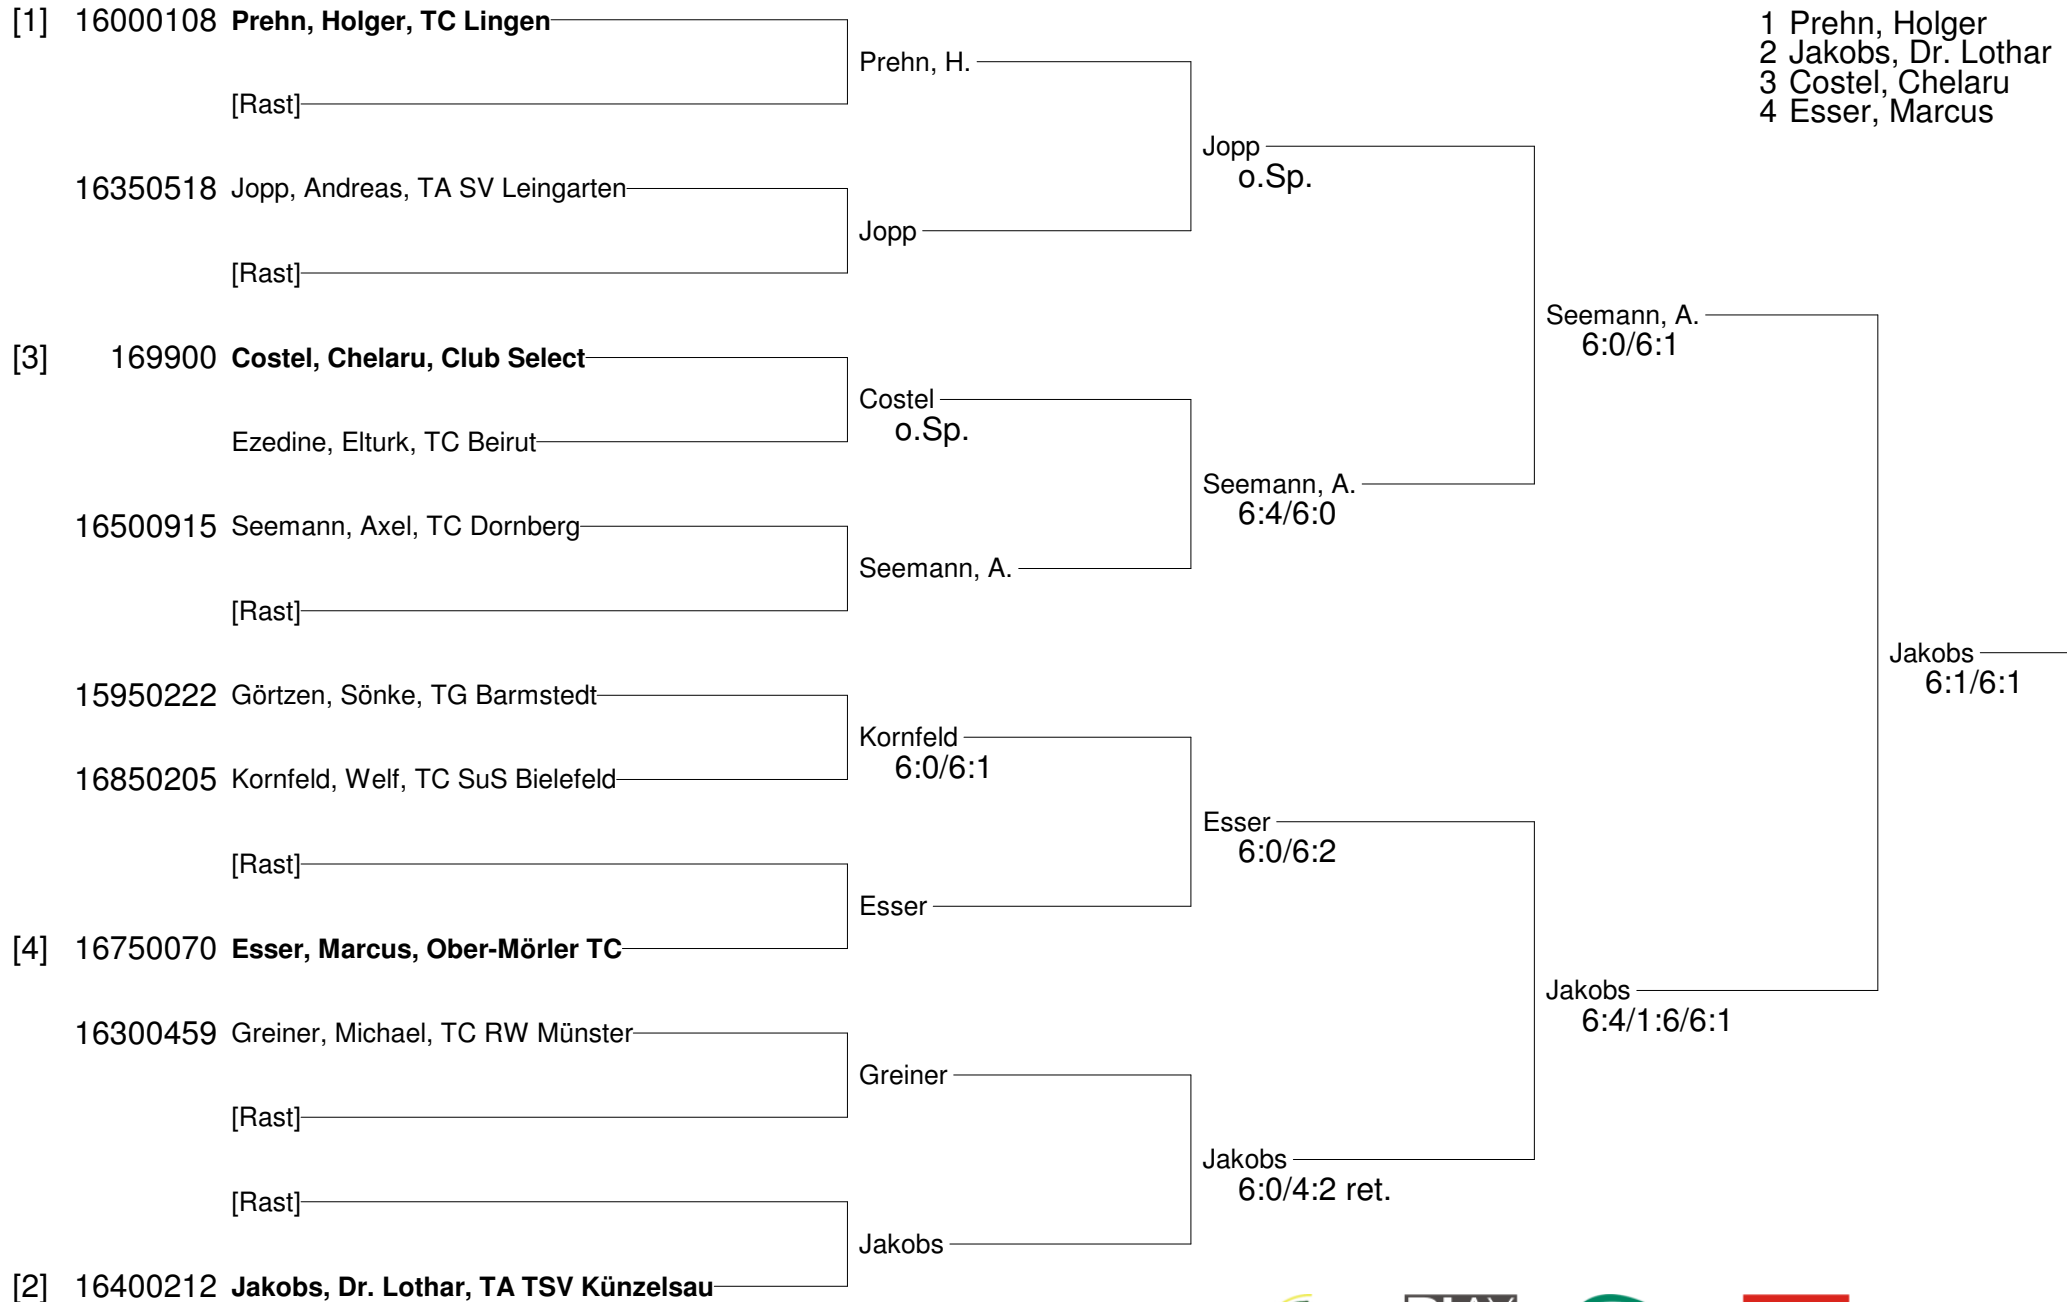 [1] 16000108 Prehn, Holger, TC Lingen
1 Prehn, Holger
2 Jakobs, Dr. Lothar
3 Costel, Chelaru
4 Esser, Marcus
Prehn, H.
[Rast]
Jopp
o.Sp.
16350518 Jopp, Andreas, TA SV Leingarten
Jopp
[Rast]
Seemann, A.
6:0/6:1
[3] 169900 Costel, Chelaru, Club Select
Costel
o.Sp.
Ezedine, Elturk, TC Beirut
Seemann, A.
6:4/6:0
16500915 Seemann, Axel, TC Dornberg
Seemann, A.
[Rast]
Jakobs
6:1/6:1
15950222 Görtzen, Sönke, TG Barmstedt
Kornfeld
6:0/6:1
16850205 Kornfeld, Welf, TC SuS Bielefeld
Esser
6:0/6:2
[Rast]
Esser
[4] 16750070 Esser, Marcus, Ober-Mörler TC
Jakobs
6:4/1:6/6:1
16300459 Greiner, Michael, TC RW Münster
Greiner
[Rast]
Jakobs
6:0/4:2 ret.
[Rast]
Jakobs
[2] 16400212 Jakobs, Dr. Lothar, TA TSV Künzelsau